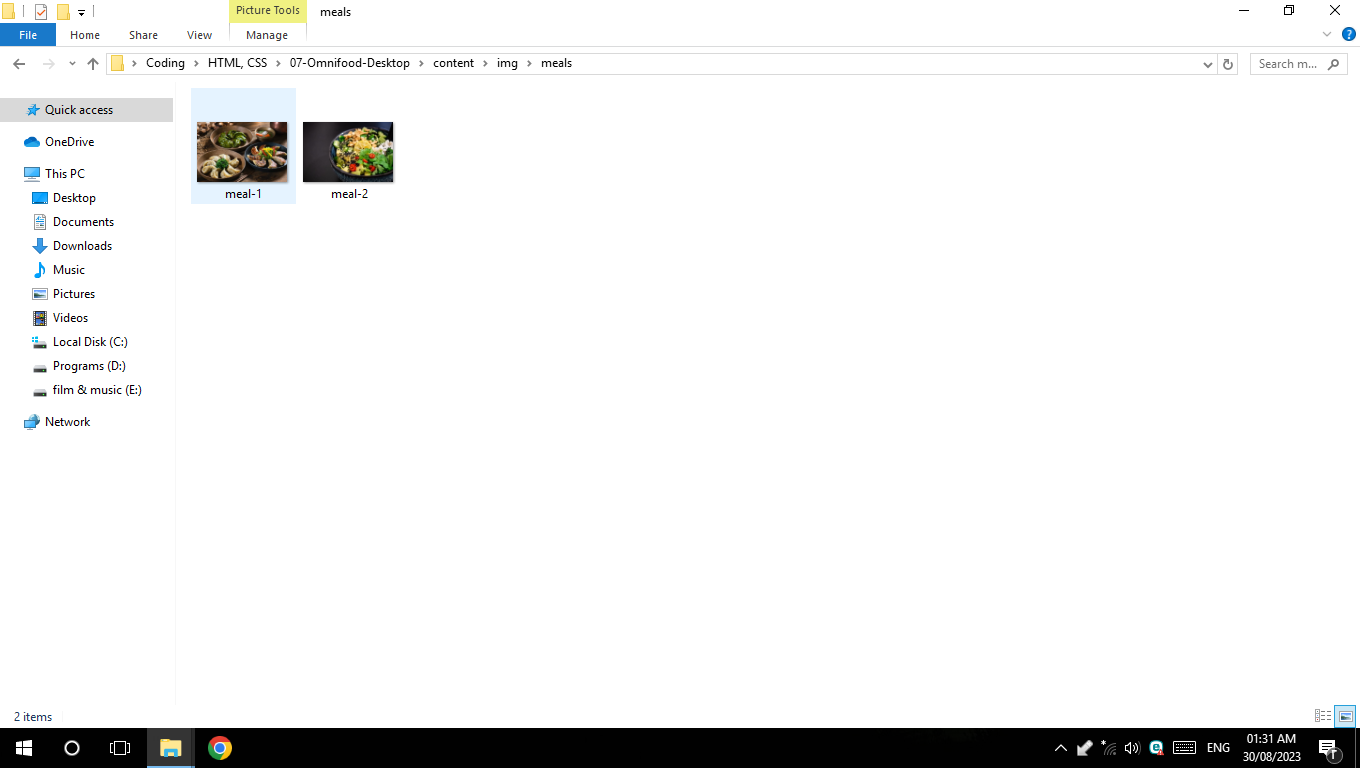 Picture Tools
meals
File
Home
Share
View
Manage
Coding
HTML, CSS
07-Omnifood-Desktop
content
img
meals
Search m...
Quick access
OneDrive
This PC
Desktop
Documents
Downloads
Music
Pictures
Videos
Local Disk (C:)
Programs (D:)
film & music (E:)
Network
meal-1
meal-2
2 items
ENG
01:31 AM
30/08/2023